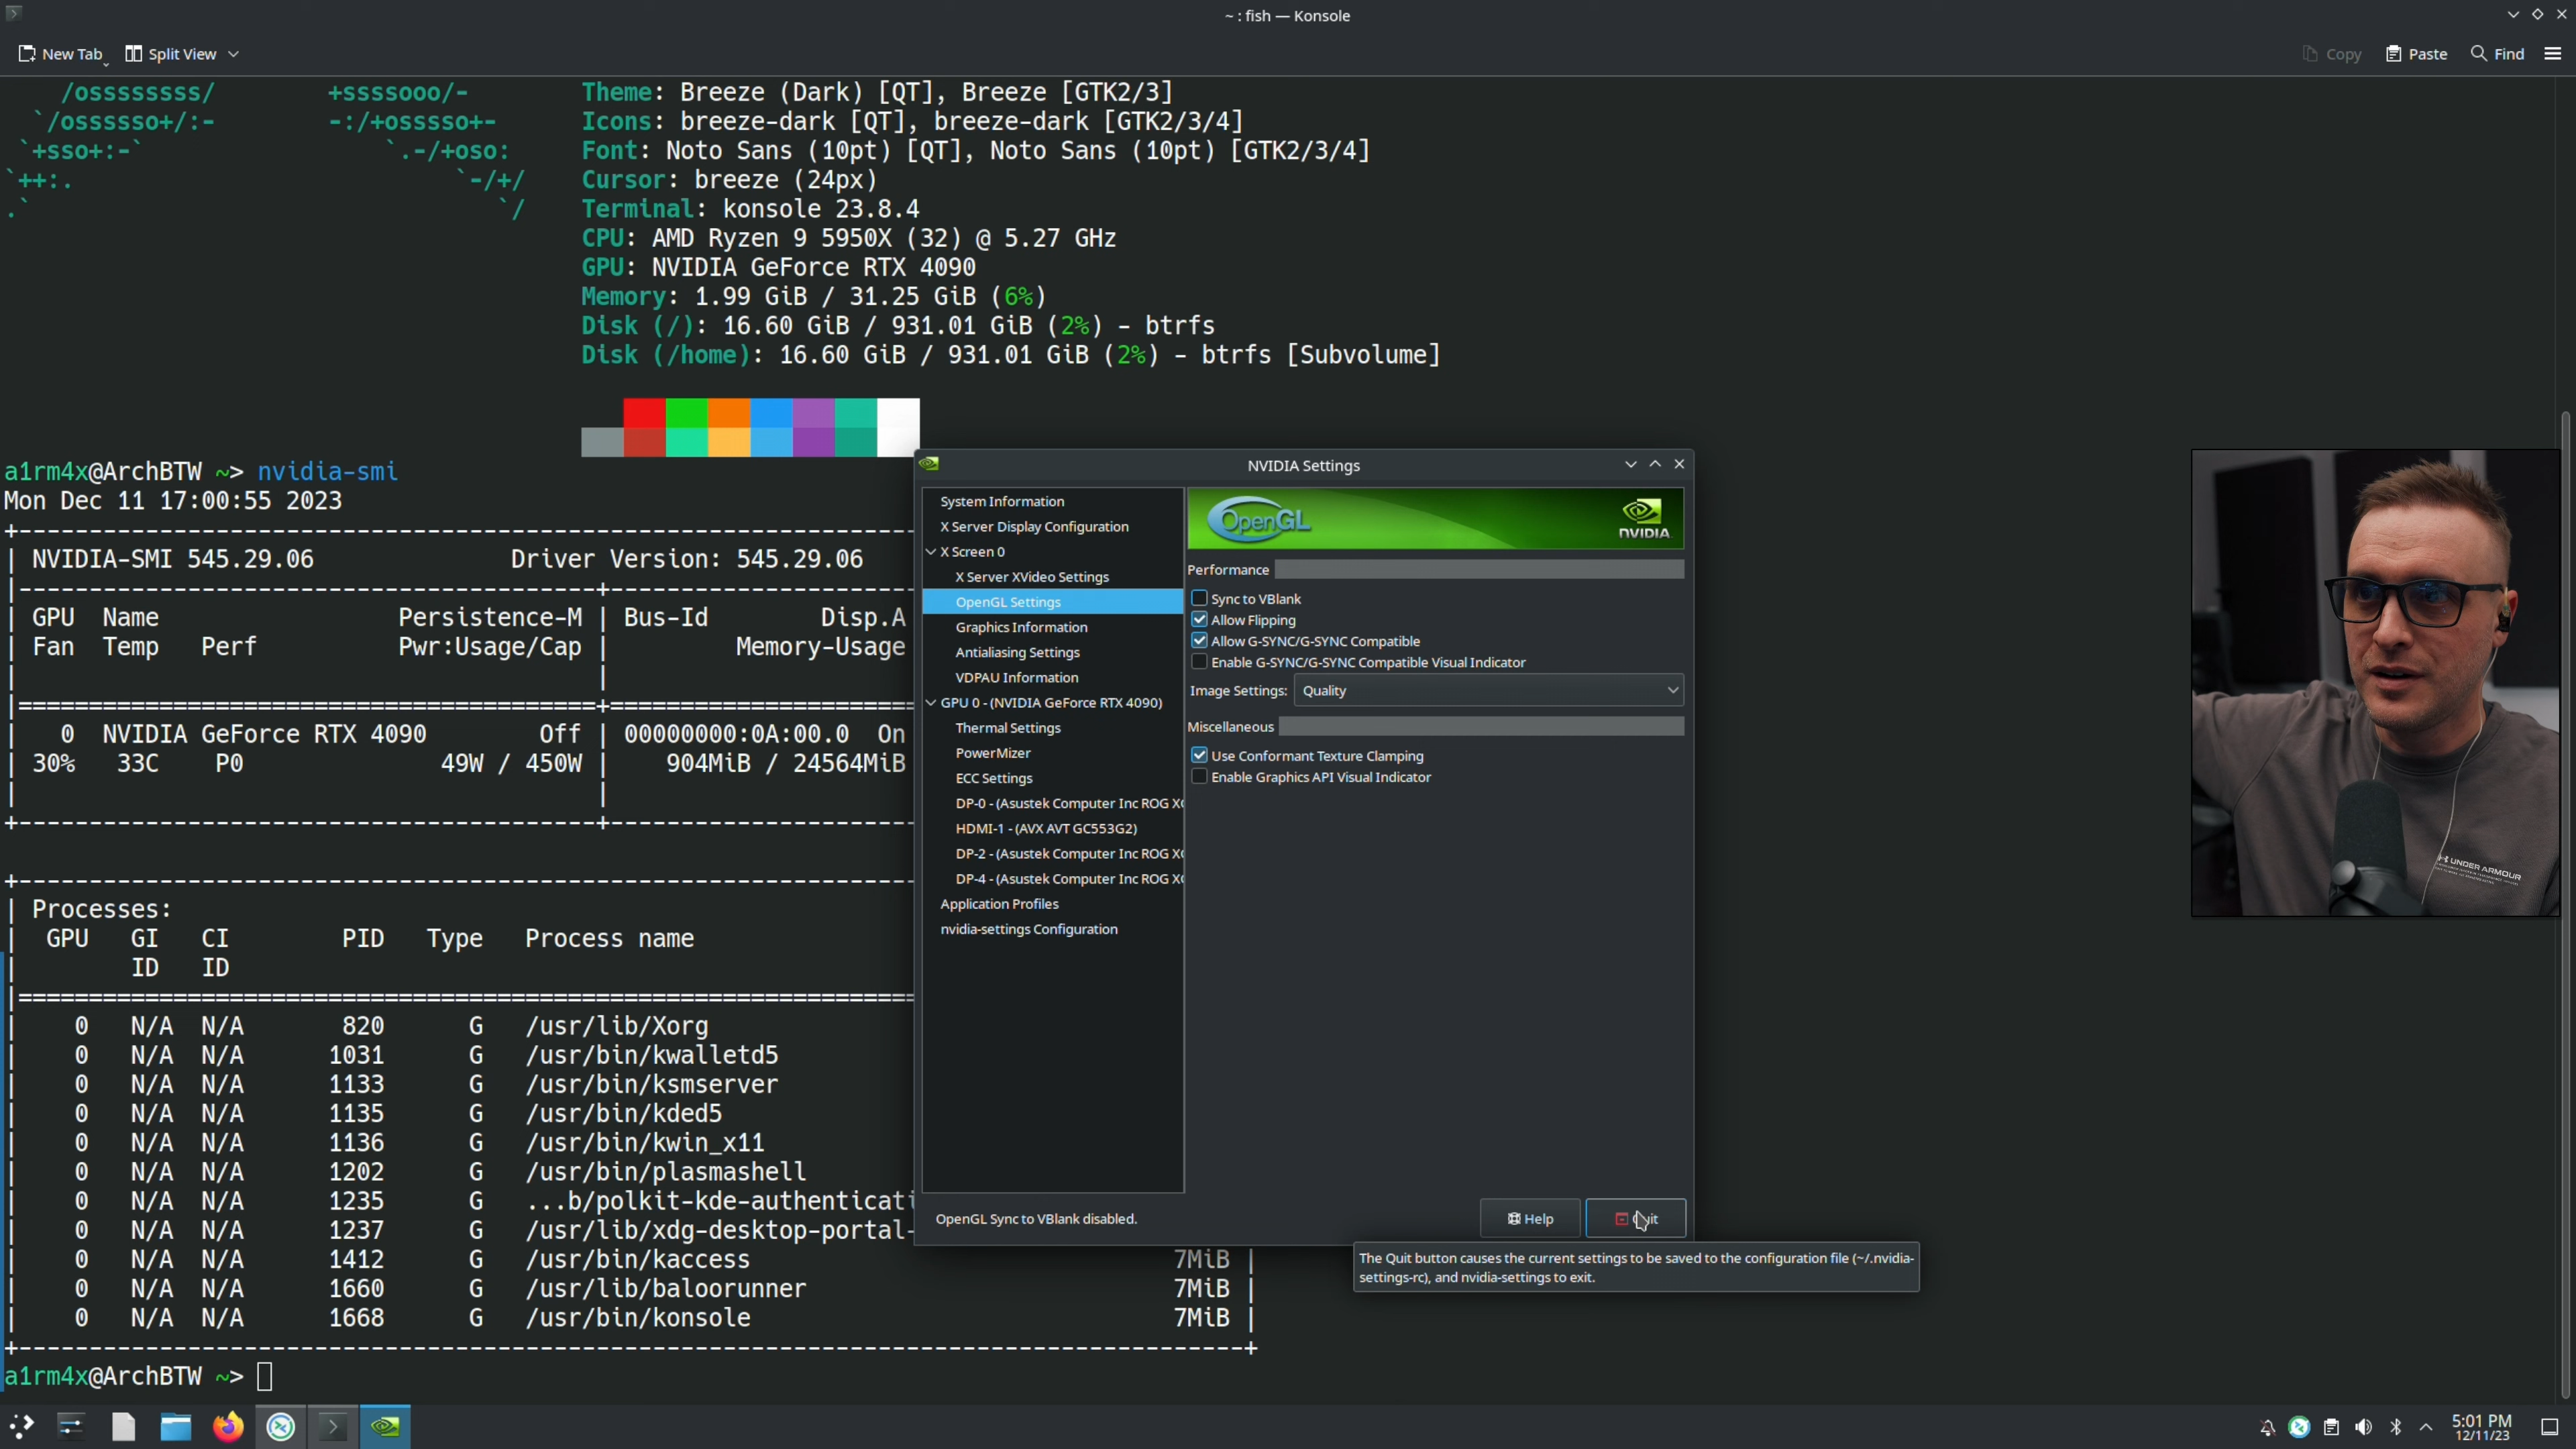 ~ : fish — Konsole
New Tab
Split View
Copy
Paste
Find
/ossssssss/ +ssssooo/- Theme: Breeze (Dark) [QT], Breeze [GTK2/3]
`/ossssso+/:- -:/+osssso+- Icons: breeze-dark [QT], breeze-dark [GTK2/3/4]
`+sso+:-` `.-/+oso: Font: Noto Sans (10pt) [QT], Noto Sans (10pt) [GTK2/3/4]
`++:. `-/+/ Cursor: breeze (24px)
.` `/ Terminal: konsole 23.8.4
CPU: AMD Ryzen 9 5950X (32) @ 5.27 GHz
GPU: NVIDIA GeForce RTX 4090
Memory: 1.99 GiB / 31.25 GiB (6%)
Disk (/): 16.60 GiB / 931.01 GiB (2%) - btrfs
Disk (/home): 16.60 GiB / 931.01 GiB (2%) - btrfs [Subvolume]
a1rm4x@ArchBTW ~> nvidia-smi
Mon Dec 11 17:00:55 2023
NVIDIA-SMI 545.29.06 Driver Version: 545.29.06
GPU Name Persistence-M | Bus-Id Disp.A
Fan Temp Perf Pwr:Usage/Cap | Memory-Usage
0 NVIDIA GeForce RTX 4090 Off | 00000000:0A:00.0 On
30% 33C P0 49W / 450W | 904MiB / 24564MiB
Processes:
GPU GI CI PID Type Process name
ID ID
0 N/A N/A 820 G /usr/lib/Xorg
0 N/A N/A 1031 G /usr/bin/kwalletd5
0 N/A N/A 1133 G /usr/bin/ksmserver
0 N/A N/A 1135 G /usr/bin/kded5
0 N/A N/A 1136 G /usr/bin/kwin_x11
0 N/A N/A 1202 G /usr/bin/plasmashell
0 N/A N/A 1235 G ...b/polkit-kde-authenticati
0 N/A N/A 1237 G /usr/lib/xdg-desktop-portal-
0 N/A N/A 1412 G /usr/bin/kaccess 7MiB |
0 N/A N/A 1660 G /usr/lib/baloorunner 7MiB |
0 N/A N/A 1668 G /usr/bin/konsole 7MiB |
a1rm4x@ArchBTW ~>
NVIDIA Settings
System Information
X Server Display Configuration
X Screen 0
X Server XVideo Settings
OpenGL Settings
Graphics Information
Antialiasing Settings
VDPAU Information
GPU 0 - (NVIDIA GeForce RTX 4090)
Thermal Settings
PowerMizer
ECC Settings
DP-0 - (Asustek Computer Inc ROG XG
HDMI-1 - (AVX AVT GC553G2)
DP-2 - (Asustek Computer Inc ROG XG
DP-4 - (Asustek Computer Inc ROG XG
Application Profiles
nvidia-settings Configuration
OpenGL
NVIDIA
Performance
Sync to VBlank
Allow Flipping
Allow G-SYNC/G-SYNC Compatible
Enable G-SYNC/G-SYNC Compatible Visual Indicator
Image Settings: Quality
Miscellaneous
Use Conformant Texture Clamping
Enable Graphics API Visual Indicator
OpenGL Sync to VBlank disabled.
Help
Quit
The Quit button causes the current settings to be saved to the configuration file (~/.nvidia-
settings-rc), and nvidia-settings to exit.
UNDER ARMOUR
5:01 PM
12/11/23